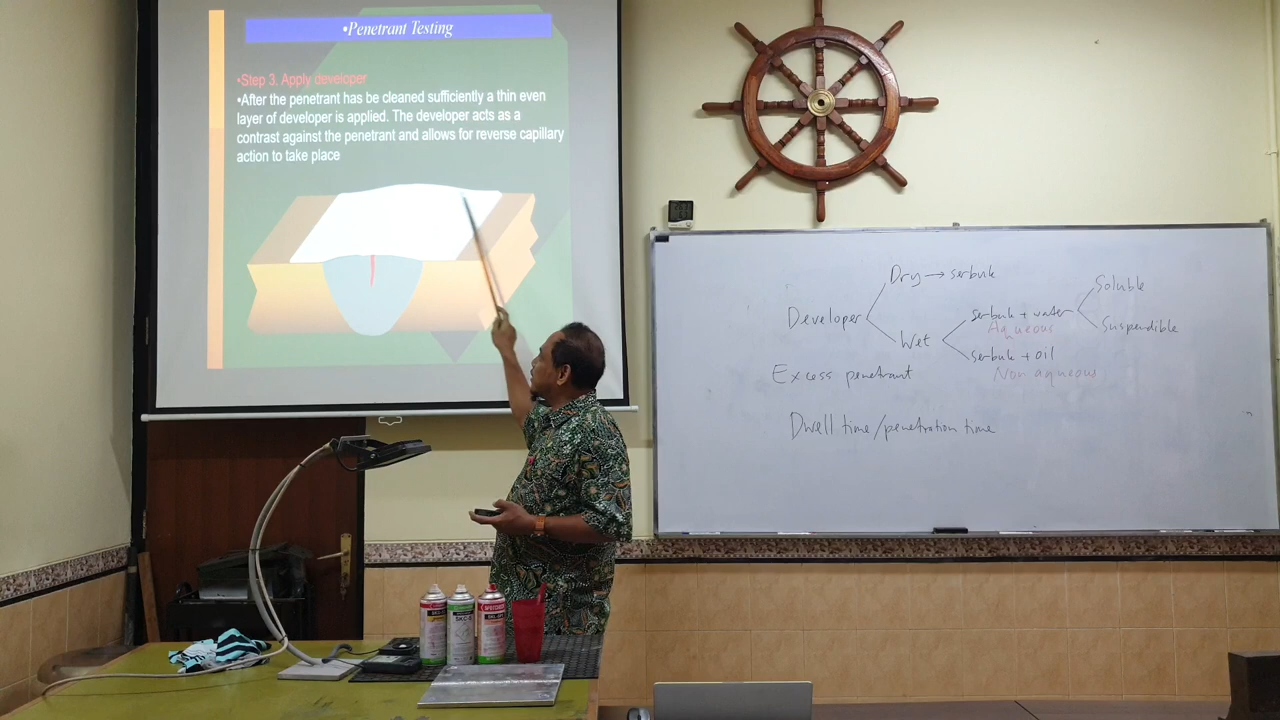 •Penetrant Testing
•Step 3. Apply developer
•After the penetrant has be cleaned sufficiently a thin even
layer of developer is applied. The developer acts as a
contrast against the penetrant and allows for reverse capillary
action to take place
Dry → serbuk
Developer
Wet
serbuk + water
Aqueous
Soluble
Suspendible
serbuk + oil
Non aqueous
Excess penetrant
Dwell time/penetration time
SKC-S